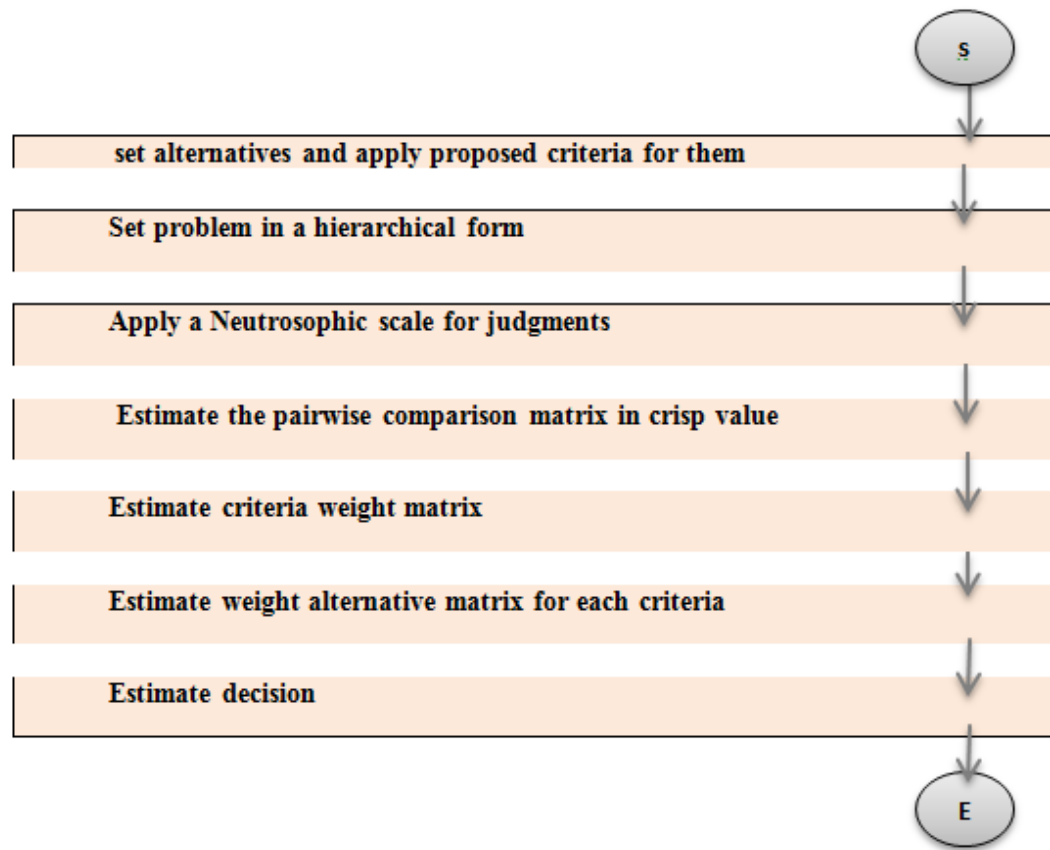 S
set alternatives and apply proposed criteria for them
Set problem in a hierarchical form
Apply a Neutrosophic scale for judgments
Estimate the pairwise comparison matrix in crisp value
Estimate criteria weight matrix
Estimate weight alternative matrix for each criteria
Estimate decision
E